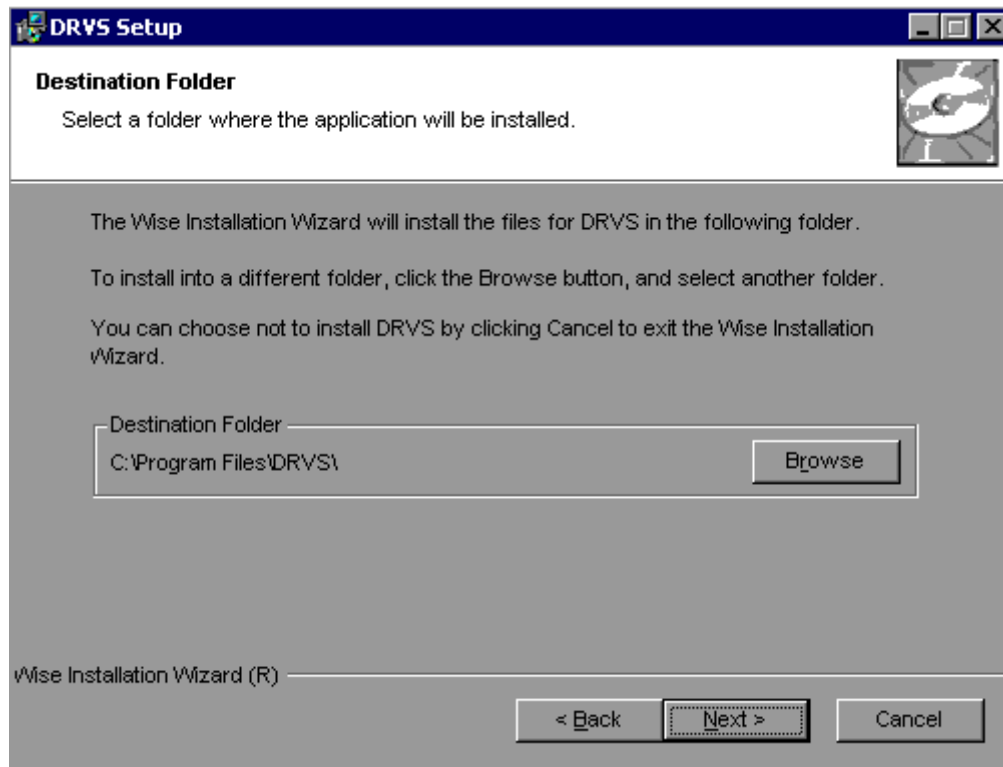 DRVS Setup
Destination Folder
Select a folder where the application will be installed.
The Wise Installation Wizard will install the files for DRVS in the following folder.
To install into a different folder, click the Browse button, and select another folder.
You can choose not to install DRVS by clicking Cancel to exit the Wise Installation
Wizard.
Destination Folder
C:\Program Files\DRVS\
Browse
Wise Installation Wizard (R)
< Back
Next >
Cancel